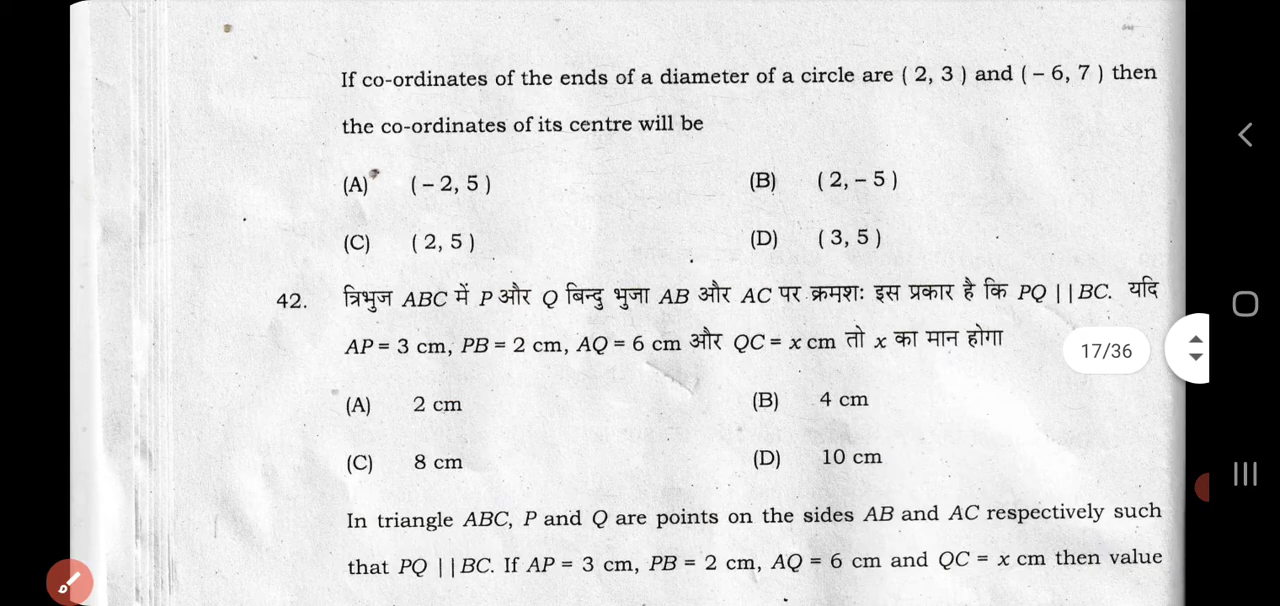 If co-ordinates of the ends of a diameter of a circle are ( 2, 3 ) and ( – 6, 7 ) then
the co-ordinates of its centre will be
(A) ( – 2, 5 ) (B) ( 2, – 5 )
(C) ( 2, 5 ) (D) ( 3, 5 )
42. त्रिभुज ABC में P और Q बिन्दु भुजा AB और AC पर क्रमशः इस प्रकार है कि PQ || BC. यदि
AP = 3 cm, PB = 2 cm, AQ = 6 cm और QC = x cm तो x का मान होगा
17/36
(A) 2 cm (B) 4 cm
(C) 8 cm (D) 10 cm
In triangle ABC, P and Q are points on the sides AB and AC respectively such
that PQ || BC. If AP = 3 cm, PB = 2 cm, AQ = 6 cm and QC = x cm then value